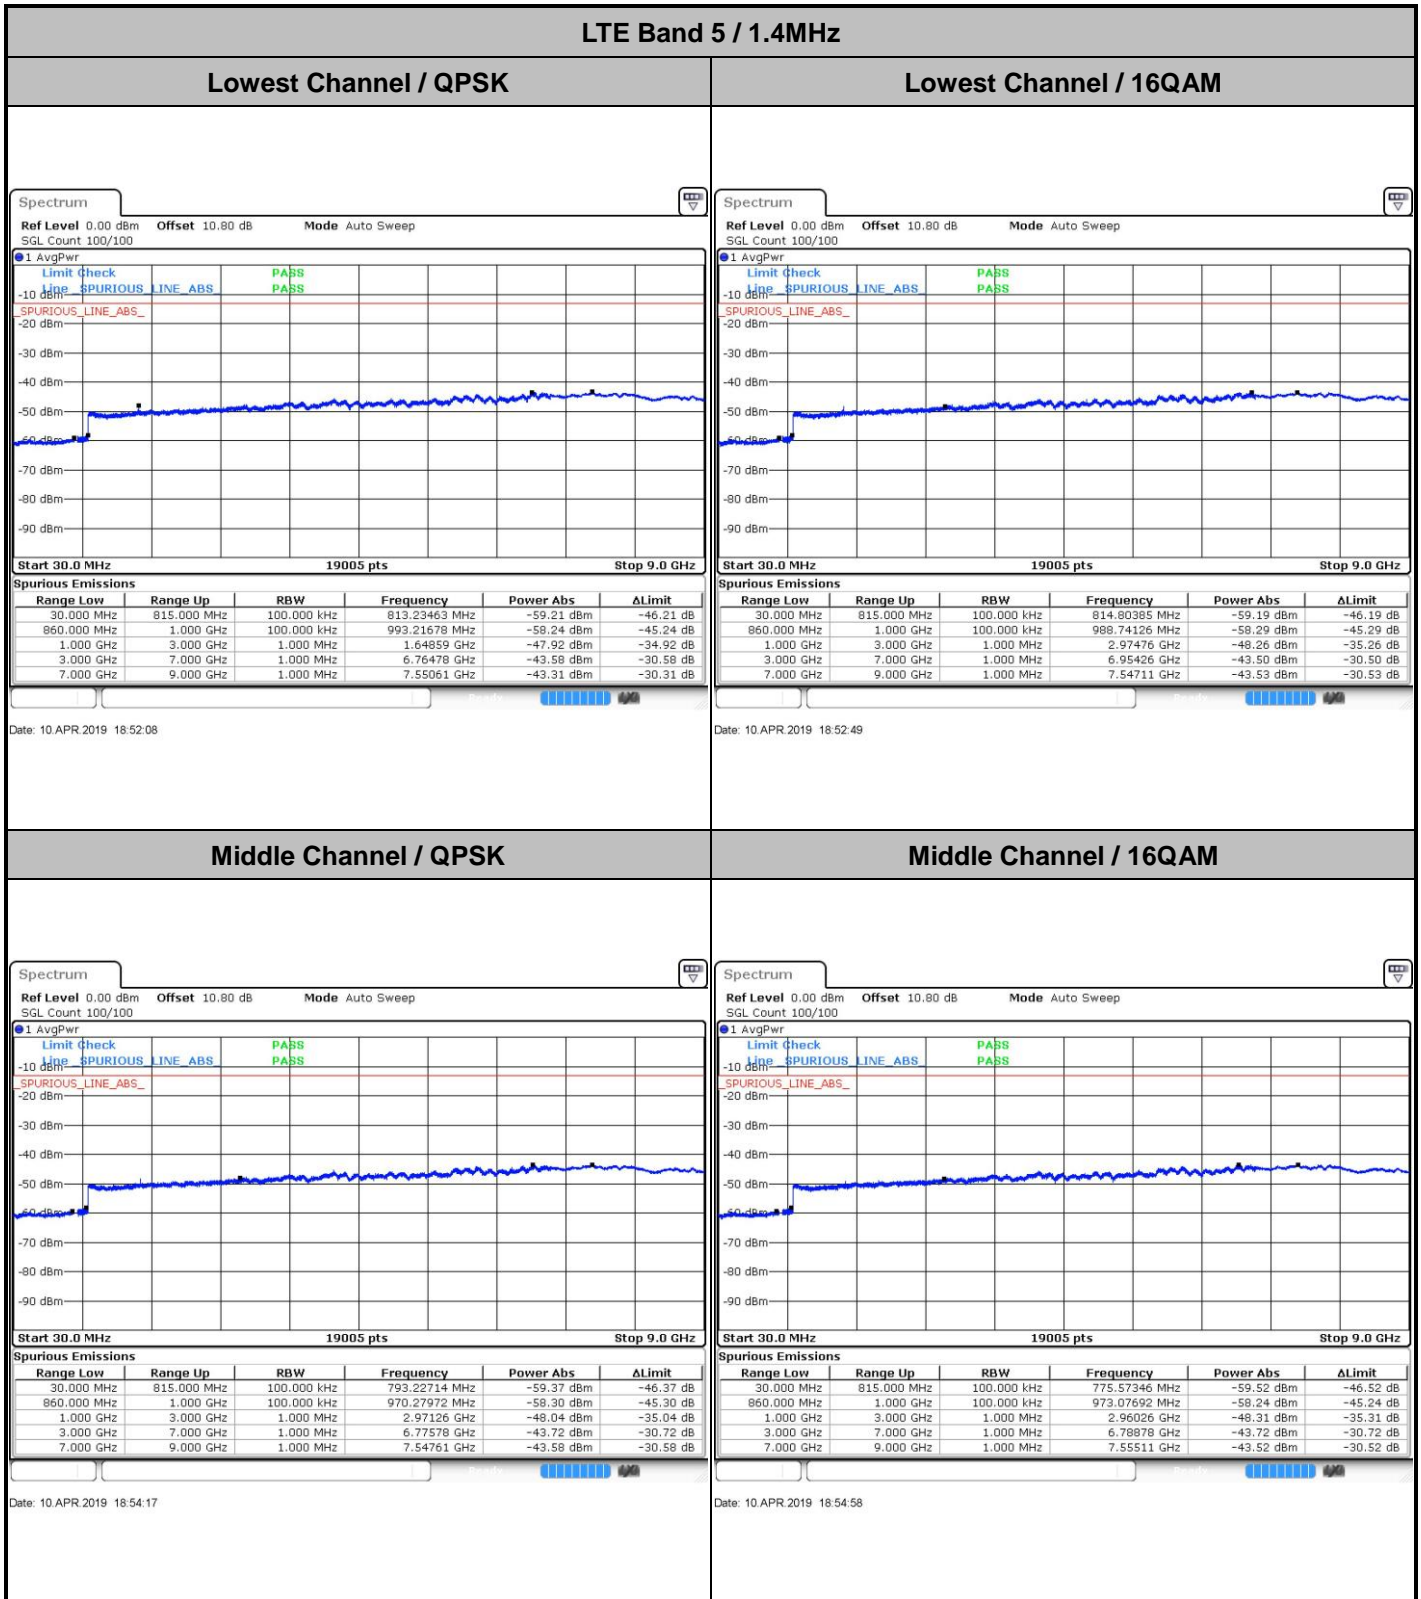 LTE Band 5 / 1.4MHz
Lowest Channel / QPSK
Lowest Channel / 16QAM
Spectrum
Ref Level 0.00 dBm Offset 10.80 dB Mode Auto Sweep
SGL Count 100/100
1 AvgPwr
Limit Check PASS
Line _SPURIOUS_LINE_ABS_ PASS
-10 dBm
_SPURIOUS_LINE_ABS_
-20 dBm
-30 dBm
-40 dBm
-50 dBm
-60 dBm
-70 dBm
-80 dBm
-90 dBm
Start 30.0 MHz 19005 pts Stop 9.0 GHz
Spurious Emissions
Range Low Range Up RBW Frequency Power Abs ΔLimit
30.000 MHz 815.000 MHz 100.000 kHz 813.23463 MHz -59.21 dBm -46.21 dB
860.000 MHz 1.000 GHz 100.000 kHz 993.21678 MHz -58.24 dBm -45.24 dB
1.000 GHz 3.000 GHz 1.000 MHz 1.64859 GHz -47.92 dBm -34.92 dB
3.000 GHz 7.000 GHz 1.000 MHz 6.76478 GHz -43.58 dBm -30.58 dB
7.000 GHz 9.000 GHz 1.000 MHz 7.55061 GHz -43.31 dBm -30.31 dB
Date: 10.APR.2019 18:52:08
Spectrum
Ref Level 0.00 dBm Offset 10.80 dB Mode Auto Sweep
SGL Count 100/100
1 AvgPwr
Limit Check PASS
Line _SPURIOUS_LINE_ABS_ PASS
-10 dBm
_SPURIOUS_LINE_ABS_
-20 dBm
-30 dBm
-40 dBm
-50 dBm
-60 dBm
-70 dBm
-80 dBm
-90 dBm
Start 30.0 MHz 19005 pts Stop 9.0 GHz
Spurious Emissions
Range Low Range Up RBW Frequency Power Abs ΔLimit
30.000 MHz 815.000 MHz 100.000 kHz 814.80385 MHz -59.19 dBm -46.19 dB
860.000 MHz 1.000 GHz 100.000 kHz 988.74126 MHz -58.29 dBm -45.29 dB
1.000 GHz 3.000 GHz 1.000 MHz 2.97476 GHz -48.26 dBm -35.26 dB
3.000 GHz 7.000 GHz 1.000 MHz 6.95426 GHz -43.50 dBm -30.50 dB
7.000 GHz 9.000 GHz 1.000 MHz 7.54711 GHz -43.53 dBm -30.53 dB
Date: 10.APR.2019 18:52:49
Middle Channel / QPSK
Middle Channel / 16QAM
Spectrum
Ref Level 0.00 dBm Offset 10.80 dB Mode Auto Sweep
SGL Count 100/100
1 AvgPwr
Limit Check PASS
Line _SPURIOUS_LINE_ABS_ PASS
-10 dBm
_SPURIOUS_LINE_ABS_
-20 dBm
-30 dBm
-40 dBm
-50 dBm
-60 dBm
-70 dBm
-80 dBm
-90 dBm
Start 30.0 MHz 19005 pts Stop 9.0 GHz
Spurious Emissions
Range Low Range Up RBW Frequency Power Abs ΔLimit
30.000 MHz 815.000 MHz 100.000 kHz 793.22714 MHz -59.37 dBm -46.37 dB
860.000 MHz 1.000 GHz 100.000 kHz 970.27972 MHz -58.30 dBm -45.30 dB
1.000 GHz 3.000 GHz 1.000 MHz 2.97126 GHz -48.04 dBm -35.04 dB
3.000 GHz 7.000 GHz 1.000 MHz 6.77578 GHz -43.72 dBm -30.72 dB
7.000 GHz 9.000 GHz 1.000 MHz 7.54761 GHz -43.58 dBm -30.58 dB
Date: 10.APR.2019 18:54:17
Spectrum
Ref Level 0.00 dBm Offset 10.80 dB Mode Auto Sweep
SGL Count 100/100
1 AvgPwr
Limit Check PASS
Line _SPURIOUS_LINE_ABS_ PASS
-10 dBm
_SPURIOUS_LINE_ABS_
-20 dBm
-30 dBm
-40 dBm
-50 dBm
-60 dBm
-70 dBm
-80 dBm
-90 dBm
Start 30.0 MHz 19005 pts Stop 9.0 GHz
Spurious Emissions
Range Low Range Up RBW Frequency Power Abs ΔLimit
30.000 MHz 815.000 MHz 100.000 kHz 775.57346 MHz -59.52 dBm -46.52 dB
860.000 MHz 1.000 GHz 100.000 kHz 973.07692 MHz -58.24 dBm -45.24 dB
1.000 GHz 3.000 GHz 1.000 MHz 2.96026 GHz -48.31 dBm -35.31 dB
3.000 GHz 7.000 GHz 1.000 MHz 6.78878 GHz -43.72 dBm -30.72 dB
7.000 GHz 9.000 GHz 1.000 MHz 7.55511 GHz -43.52 dBm -30.52 dB
Date: 10.APR.2019 18:54:58